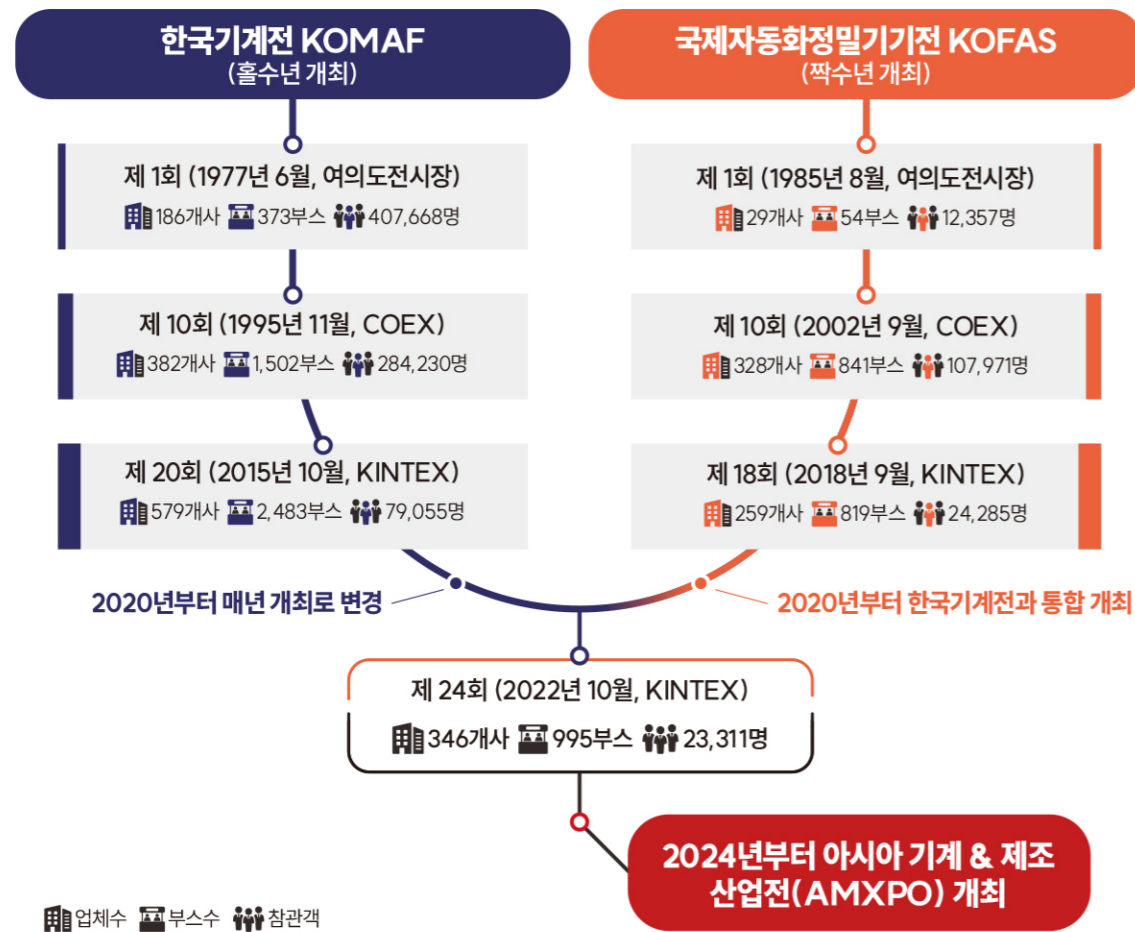 한국기계전 KOMAF
(홀수년 개최)
제 1회 (1977년 6월, 여의도전시장)
186개사 373부스 407,668명
제 10회 (1995년 11월, COEX)
382개사 1,502부스 284,230명
제 20회 (2015년 10월, KINTEX)
579개사 2,483부스 79,055명
2020년부터 매년 개최로 변경
국제자동화정밀기기전 KOFAS
(짝수년 개최)
제 1회 (1985년 8월, 여의도전시장)
29개사 54부스 12,357명
제 10회 (2002년 9월, COEX)
328개사 841부스 107,971명
제 18회 (2018년 9월, KINTEX)
259개사 819부스 24,285명
2020년부터 한국기계전과 통합 개최
제 24회 (2022년 10월, KINTEX)
346개사 995부스 23,311명
2024년부터 아시아 기계 & 제조
산업전(AMXPO) 개최
업체수 부스수 참관객